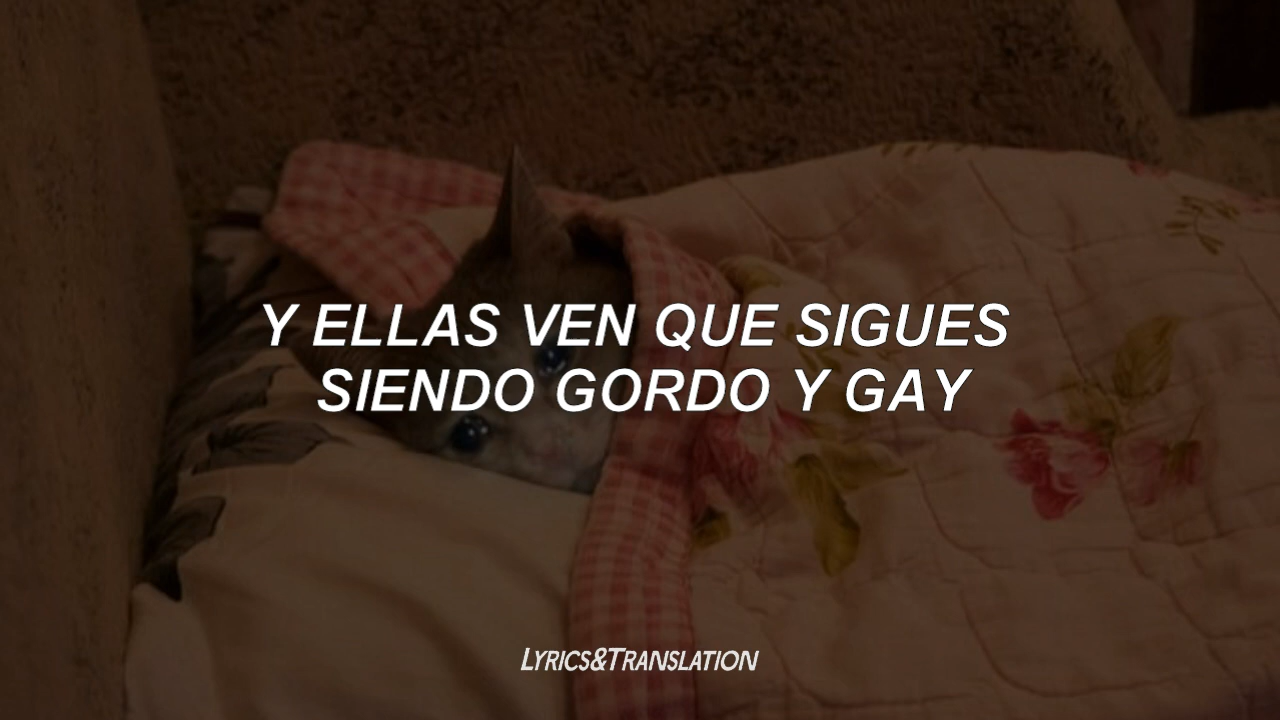 Y ELLAS VEN QUE SIGUES
SIENDO GORDO Y GAY
LYRICS&TRANSLATION